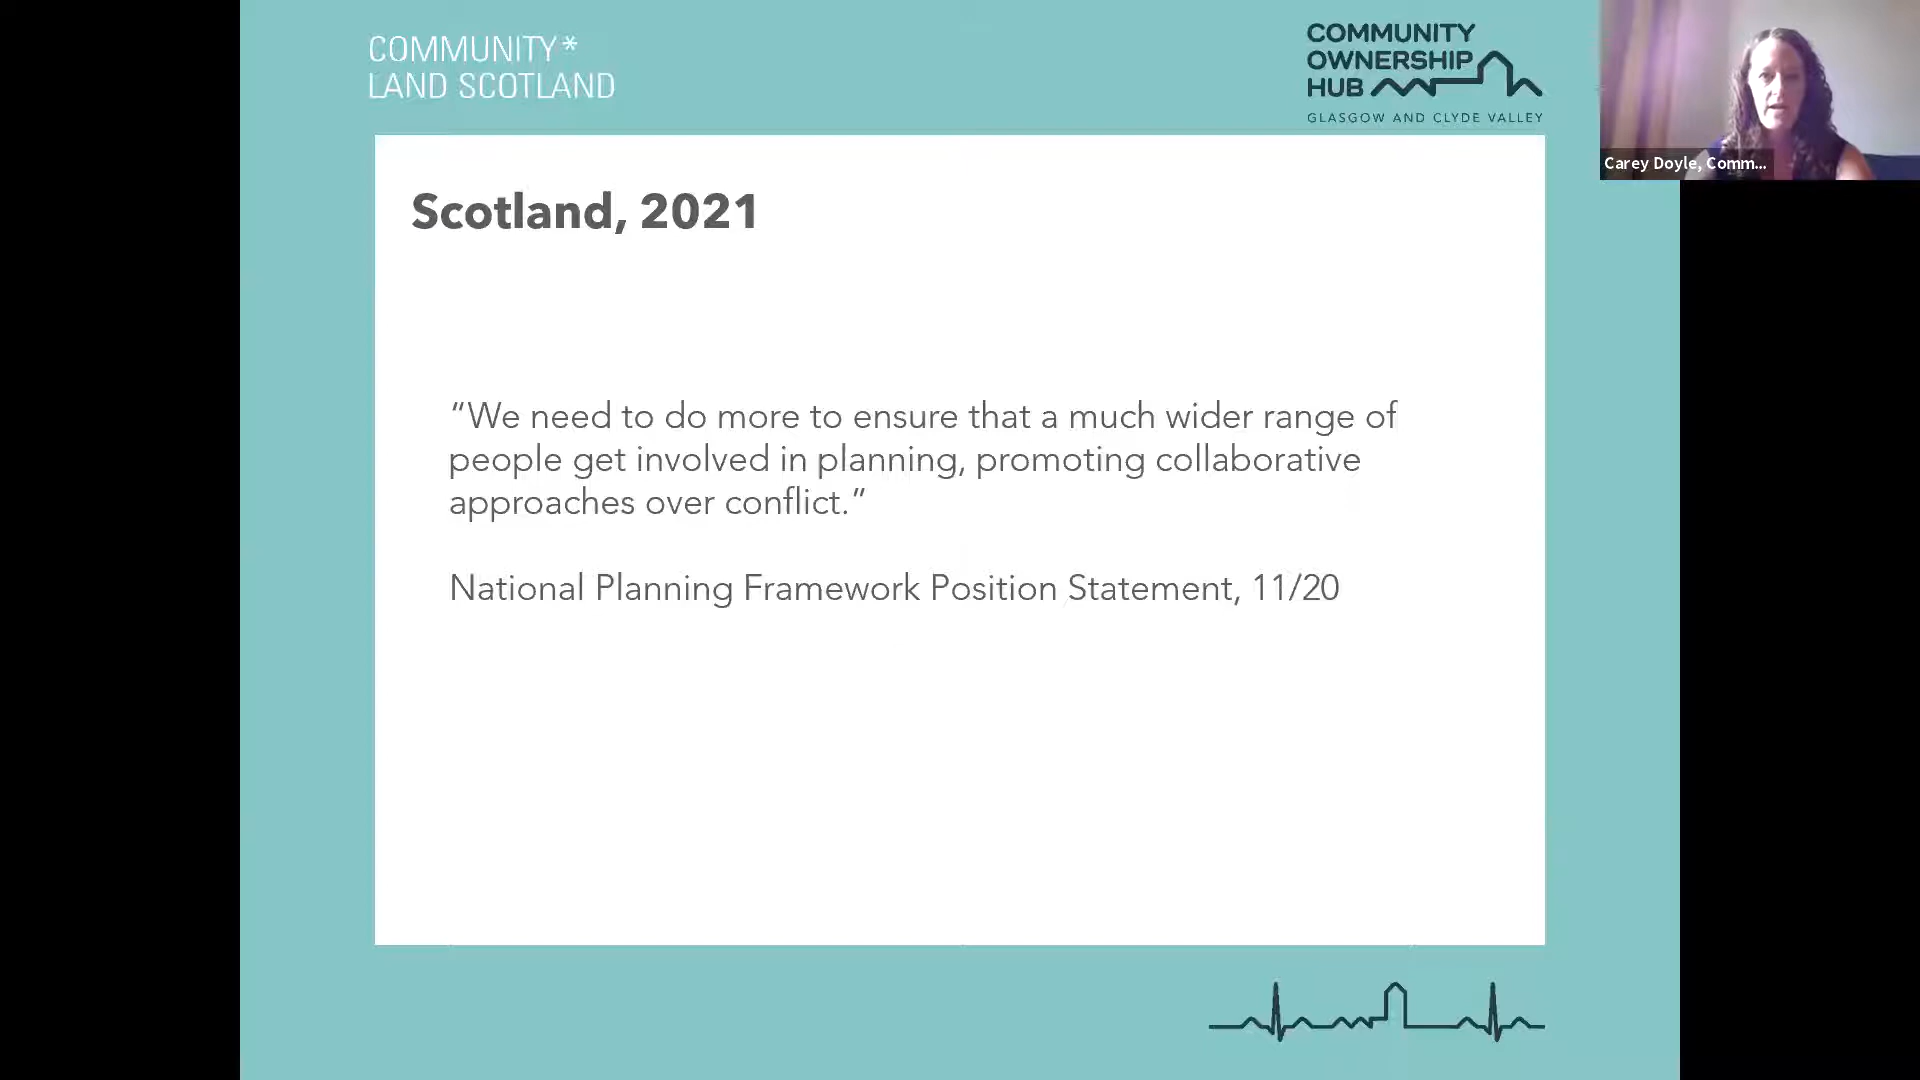 COMMUNITY*
LAND SCOTLAND
COMMUNITY
OWNERSHIP
HUB
GLASGOW AND CLYDE VALLEY
Carey Doyle, Comm...
Scotland, 2021
“We need to do more to ensure that a much wider range of
people get involved in planning, promoting collaborative
approaches over conflict.”
National Planning Framework Position Statement, 11/20